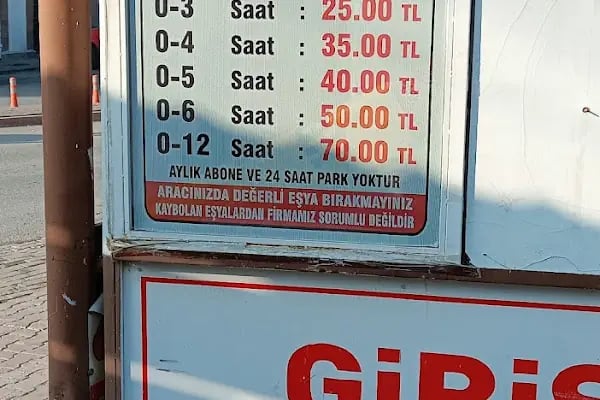 0-3 Saat : 25.00 TL
0-4 Saat : 35.00 TL
0-5 Saat : 40.00 TL
0-6 Saat : 50.00 TL
0-12 Saat : 70.00 TL
AYLIK ABONE VE 24 SAAT PARK YOKTUR
ARACINIZDA DEĞERLİ EŞYA BIRAKMAYINIZ
KAYBOLAN EŞYALARDAN FİRMAMIZ SORUMLU DEĞİLDİR
GİRİŞ